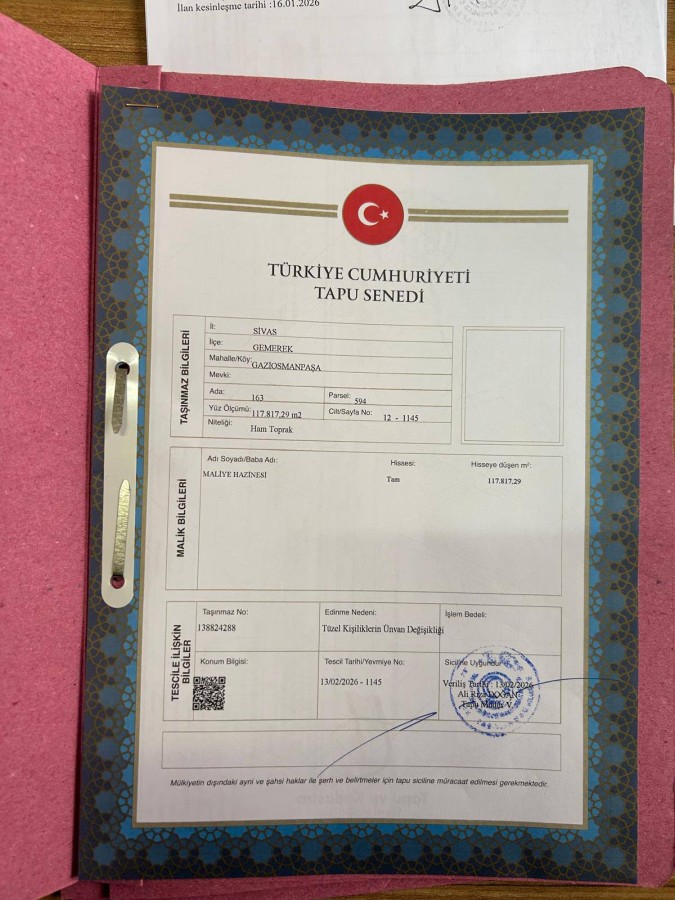 İlan kesinleşme tarihi :16.01.2026
TÜRKİYE CUMHURİYETİ
TAPU SENEDİ
TAŞINMAZ BİLGİLERİ
İl: SİVAS
İlçe: GEMEREK
Mahalle/Köy: GAZİOSMANPAŞA
Mevki:
Ada: 163 Parsel: 594
Yüz Ölçümü: 117.817,29 m2 Cilt/Sayfa No: 12 - 1145
Niteliği: Ham Toprak
MALİK BİLGİLERİ
Adı Soyadı/Baba Adı: Hissesi: Hisseye düşen m²:
MALİYE HAZİNESİ Tam 117.817,29
TESCİLE İLİŞKİN
BİLGİLER
Taşınmaz No: Edinme Nedeni: İşlem Bedeli:
138824288 Tüzel Kişiliklerin Ünvan Değişikliği
Konum Bilgisi: Tescil Tarihi/Yevmiye No: Siciline Uygundur
13/02/2026 - 1145 Veriliş Tarihi : 13/02/2026
Ali Rıza DOĞAN
Tapu Müdür V.
Mülkiyetin dışındaki ayni ve şahsi haklar ile şerh ve belirtmeler için tapu siciline müracaat edilmesi gerekmektedir.